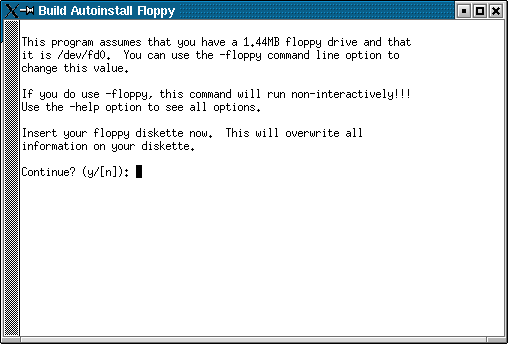 Build Autoinstall Floppy
This program assumes that you have a 1.44MB floppy drive and that
it is /dev/fd0.  You can use the -floppy command line option to
change this value.
If you do use -floppy, this command will run non-interactively!!!
Use the -help option to see all options.
Insert your floppy diskette now.  This will overwrite all
information on your diskette.
Continue? (y/[n]):